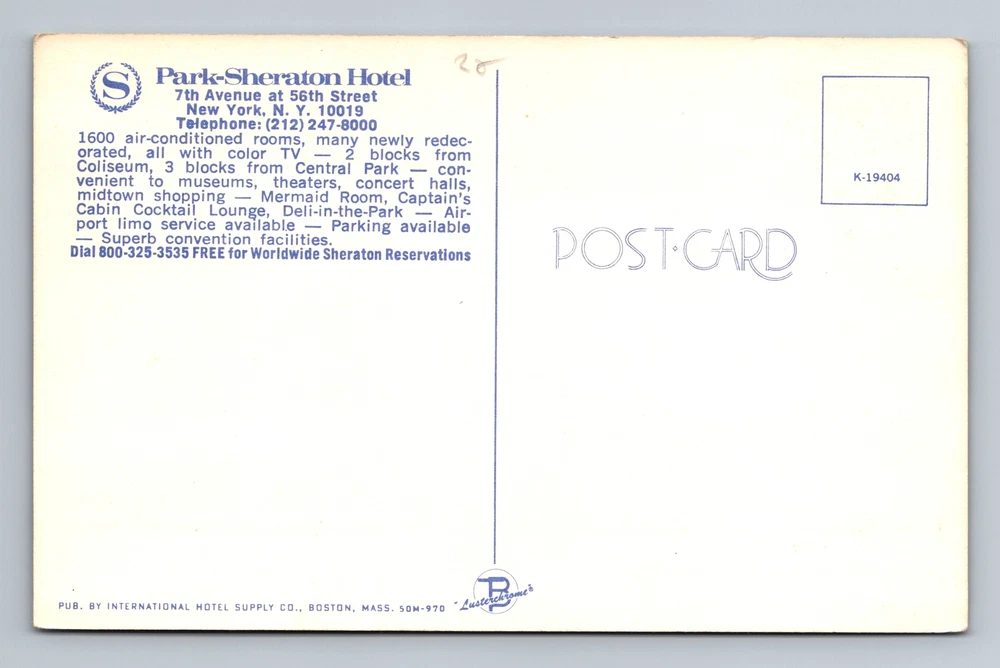 S
Park-Sheraton Hotel
7th Avenue at 56th Street
New York, N. Y. 10019
Telephone: (212) 247-8000
1600 air-conditioned rooms, many newly redec-
orated, all with color TV — 2 blocks from
Coliseum, 3 blocks from Central Park — con-
venient to museums, theaters, concert halls,
midtown shopping — Mermaid Room, Captain's
Cabin Cocktail Lounge, Deli-in-the-Park — Air-
port limo service available — Parking available
— Superb convention facilities.
Dial 800-325-3535 FREE for Worldwide Sheraton Reservations
K-19404
POST·CARD
PUB. BY INTERNATIONAL HOTEL SUPPLY CO., BOSTON, MASS. 50M-970
"Lusterchrome"®